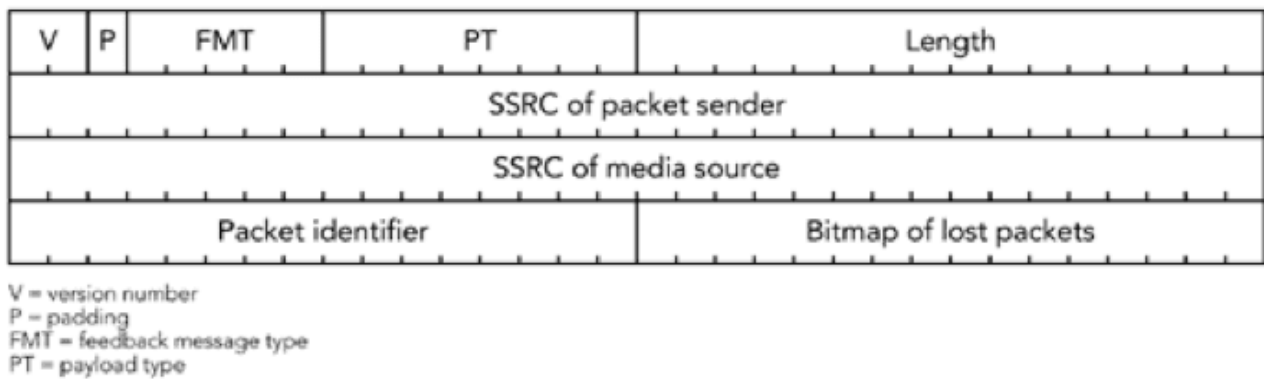 V P FMT PT Length
SSRC of packet sender
SSRC of media source
Packet identifier Bitmap of lost packets
V = version number
P = padding
FMT = feedback message type
PT = payload type